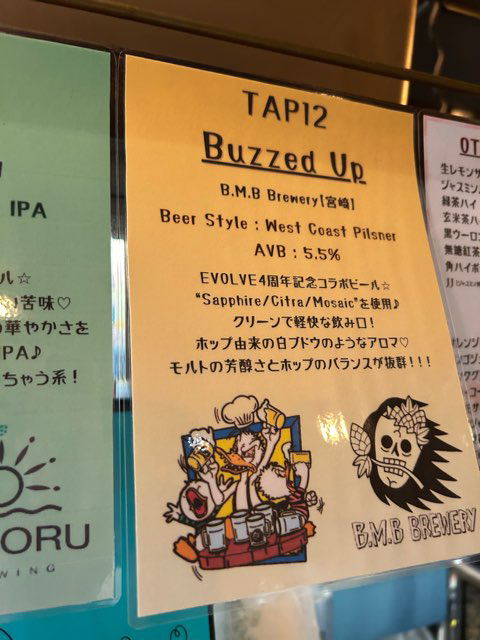 TAP12
Buzzed Up
B.M.B Brewery[宮崎]
Beer Style : West Coast Pilsner
AVB : 5.5%
EVOLVE4周年記念コラボビール☆
"Sapphire/Citra/Mosaic"を使用♪
クリーンで軽快な飲み口！
ホップ由来の白ブドウのようなアロマ♡
モルトの芳醇さとホップのバランスが抜群！！！
B.M.B BREWERY
IPA
ル☆
苦味♡
華やかさを
PA♪
ちゃう系！
ORU
WING
OT
生レモンサ
ジャスミン
緑茶ハイ
玄米茶ハ
黒ウーロン
無糖紅茶
角ハイボ